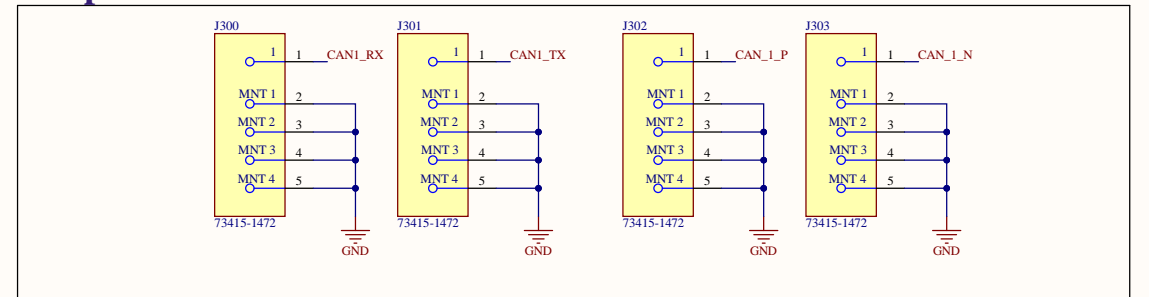 J300 J301 J302 J303
1 1 CAN1_RX 1 1 CAN1_TX 1 1 CAN_1_P 1 1 CAN_1_N
MNT 1 2 MNT 1 2 MNT 1 2 MNT 1 2
MNT 2 3 MNT 2 3 MNT 2 3 MNT 2 3
MNT 3 4 MNT 3 4 MNT 3 4 MNT 3 4
MNT 4 5 MNT 4 5 MNT 4 5 MNT 4 5
73415-1472 73415-1472 73415-1472 73415-1472
GND GND GND GND